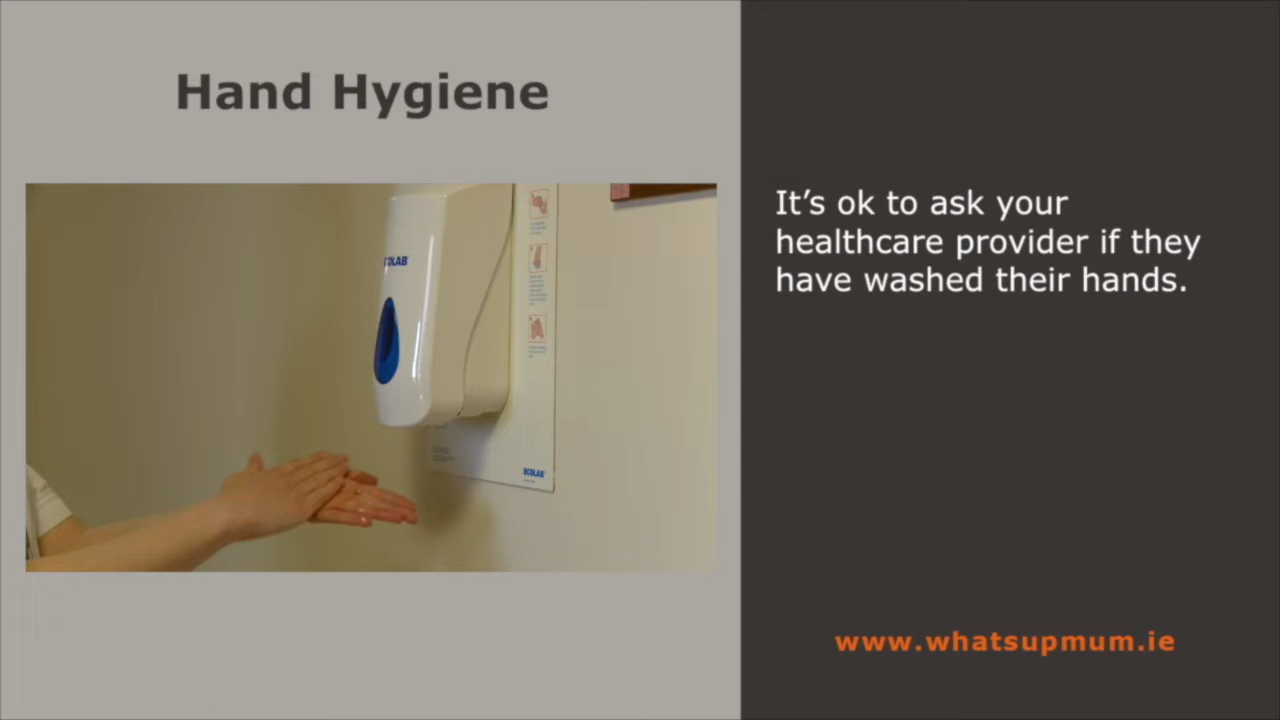 Hand Hygiene
ECOLAB
ECOLAB
It's ok to ask your
healthcare provider if they
have washed their hands.
www.whatsupmum.ie